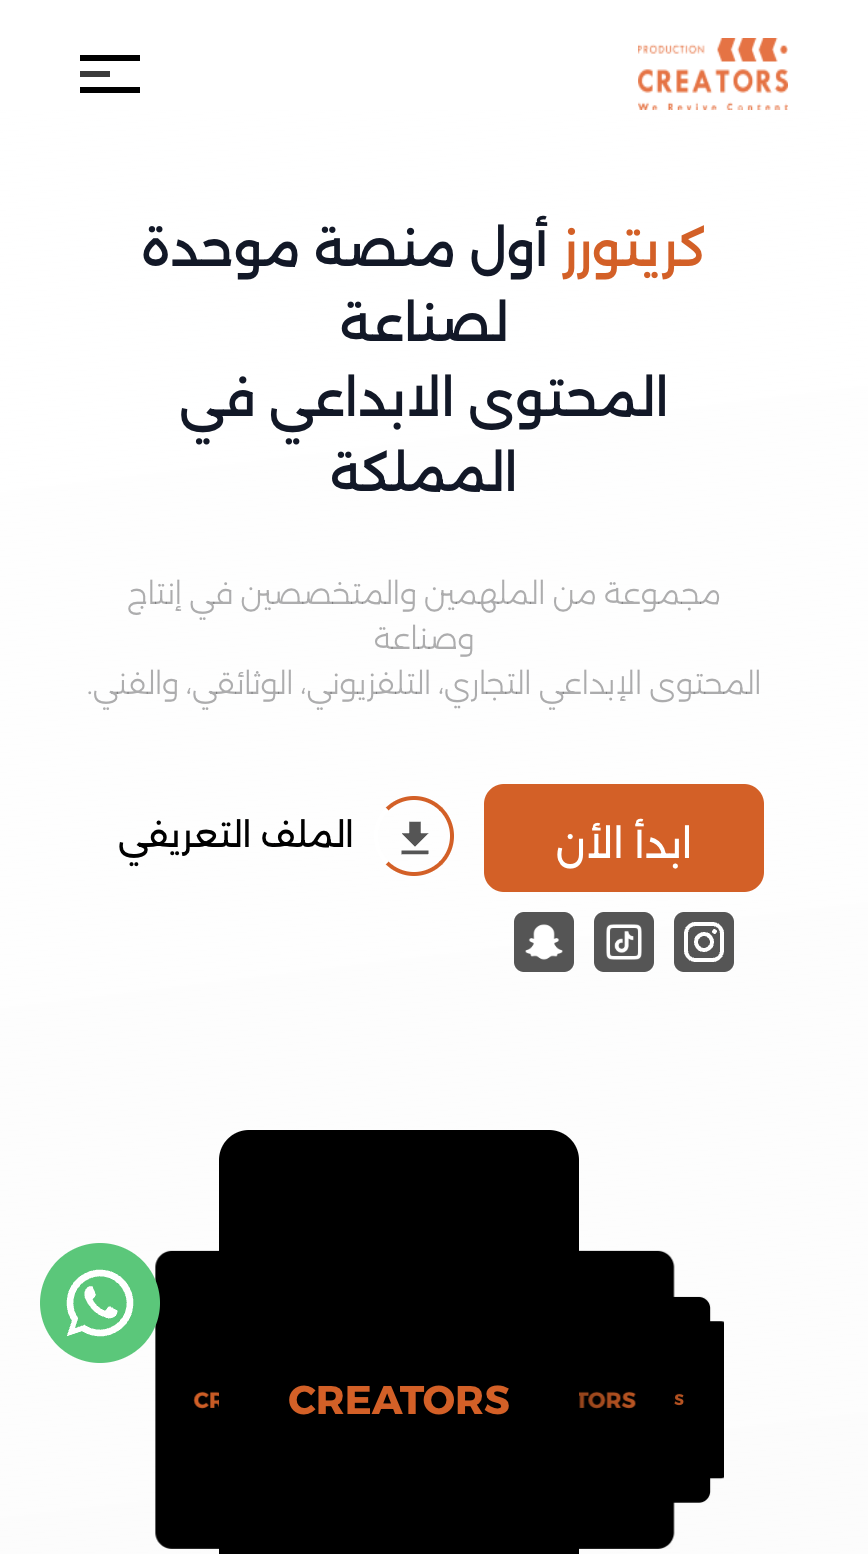 PRODUCTION
CREATORS
We Revive Content
كريتورز أول منصة موحدة
لصناعة
المحتوى الابداعي في
المملكة
مجموعة من الملهمين والمتخصصين في إنتاج
وصناعة
المحتوى الإبداعي التجاري، التلفزيوني، الوثائقي، والفني.
ابدأ الأن
الملف التعريفي
CR
CREATORS
TORS
S